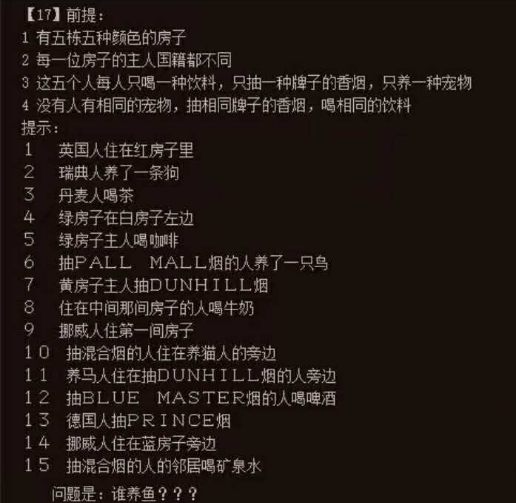 【17】前提:
1 有五栋五种颜色的房子
2 每一位房子的主人国籍都不同
3 这五个人每人只喝一种饮料，只抽一种牌子的香烟，只养一种宠物
4 没有人有相同的宠物，抽相同牌子的香烟，喝相同的饮料
提示:
1 英国人住在红房子里
2 瑞典人养了一条狗
3 丹麦人喝茶
4 绿房子在白房子左边
5 绿房子主人喝咖啡
6 抽PALL MALL烟的人养了一只鸟
7 黄房子主人抽DUNHILL烟
8 住在中间那间房子的人喝牛奶
9 挪威人住第一间房子
10 抽混合烟的人住在养猫人的旁边
11 养马人住在抽DUNHILL烟的人旁边
12 抽BLUE MASTER烟的人喝啤酒
13 德国人抽PRINCE烟
14 挪威人住在蓝房子旁边
15 抽混合烟的人的邻居喝矿泉水
问题是: 谁养鱼？？？